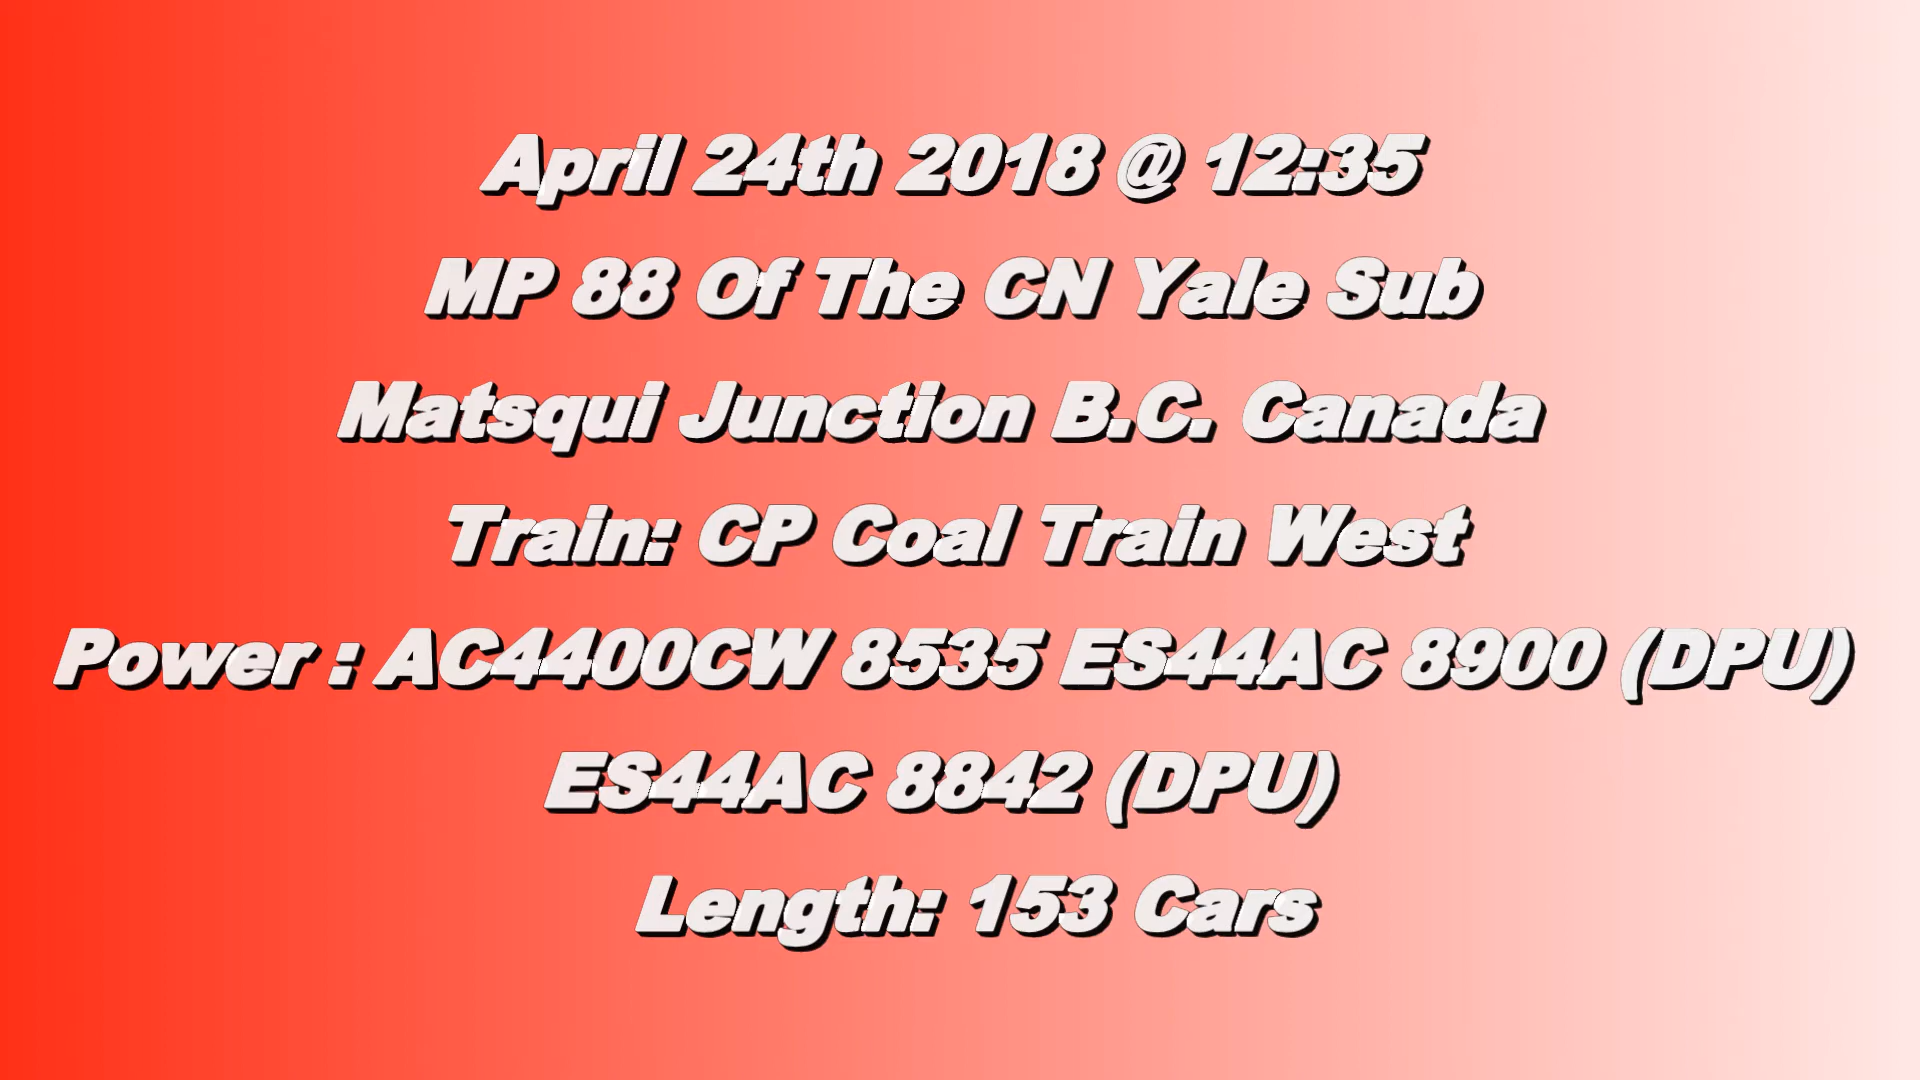 April 24th 2018 @ 12:35
MP 88 Of The CN Yale Sub
Matsqui Junction B.C. Canada
Train: CP Coal Train West
Power : AC4400CW 8535 ES44AC 8900 (DPU)
ES44AC 8842 (DPU)
Length: 153 Cars